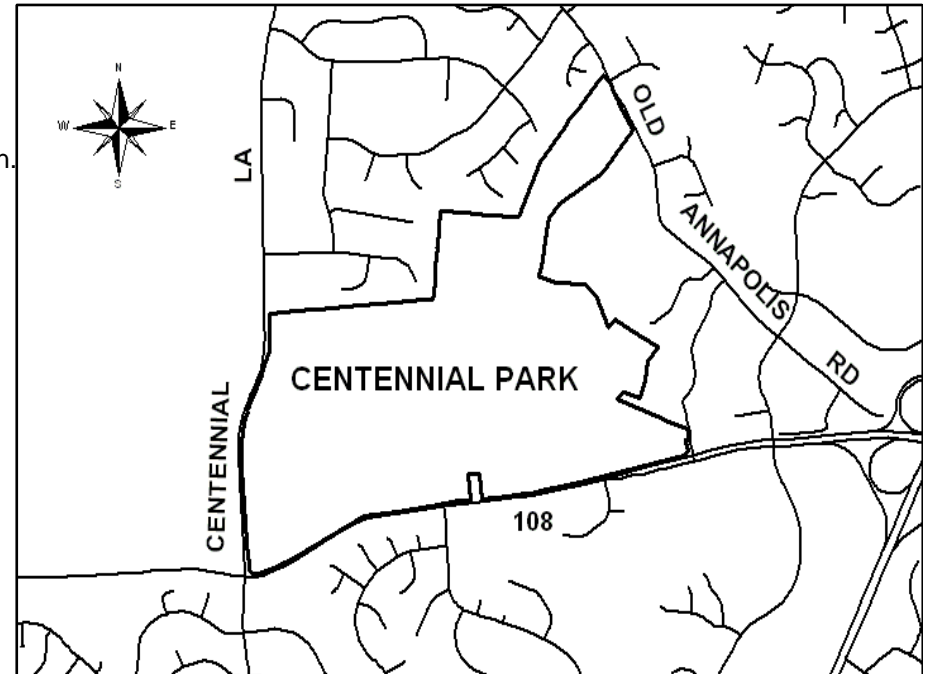 N
W E
S
n.
LA
OLD
ANNAPOLIS
RD
CENTENNIAL PARK
CENTENNIAL
108